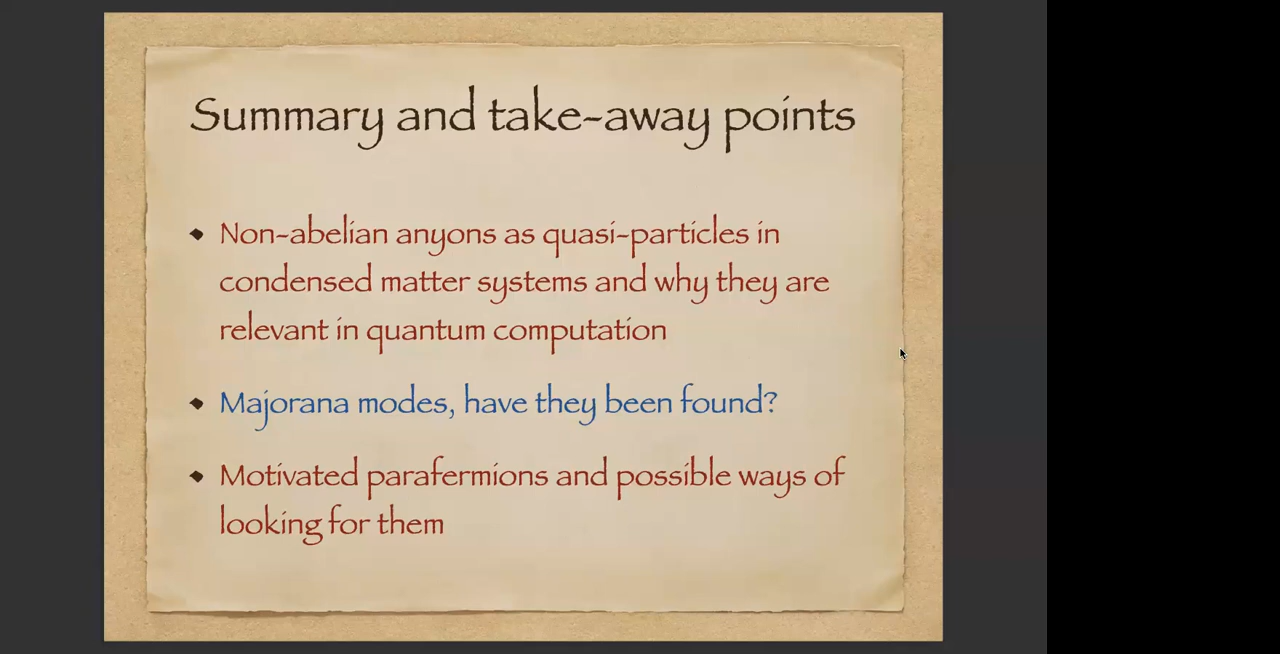 Summary and take-away points
• Non-abelian anyons as quasi-particles in
condensed matter systems and why they are
relevant in quantum computation
• Majorana modes, have they been found?
• Motivated parafermions and possible ways of
looking for them